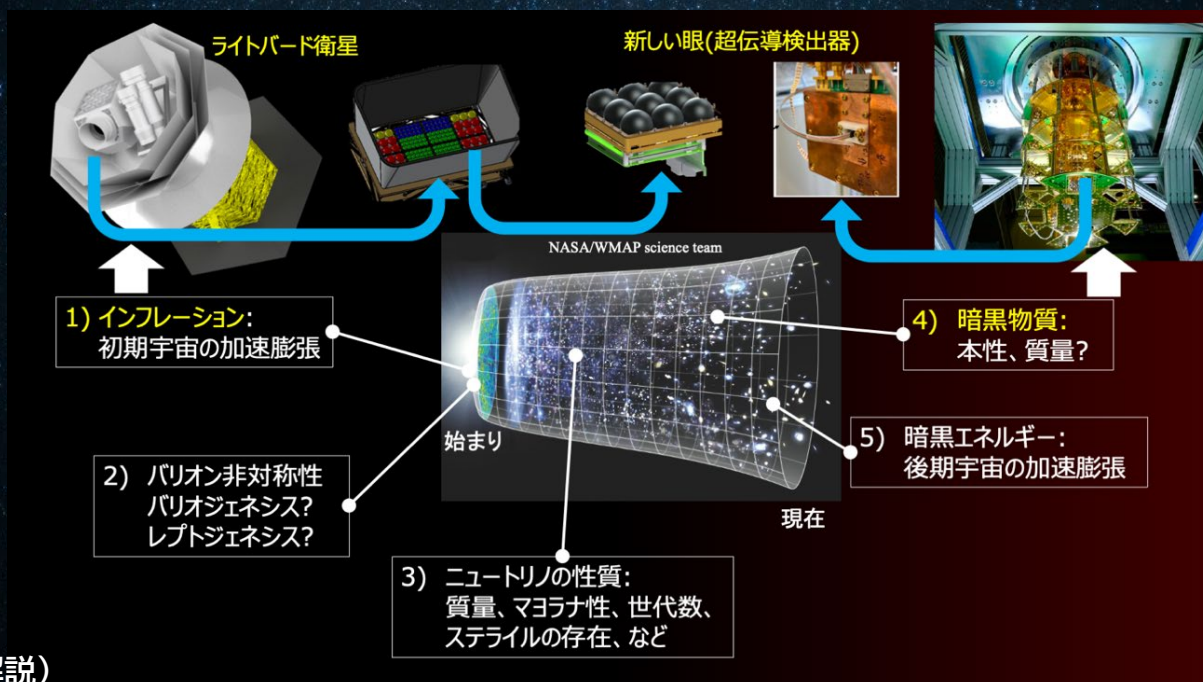 ライトバード衛星
新しい眼(超伝導検出器)
NASA/WMAP science team
1) インフレーション:
初期宇宙の加速膨張
4) 暗黒物質:
本性、質量?
始まり
5) 暗黒エネルギー:
後期宇宙の加速膨張
2) バリオン非対称性
バリオジェネシス?
レプトジェネシス?
現在
3) ニュートリノの性質:
質量、マヨラナ性、世代数、
ステライルの存在、など
解説)